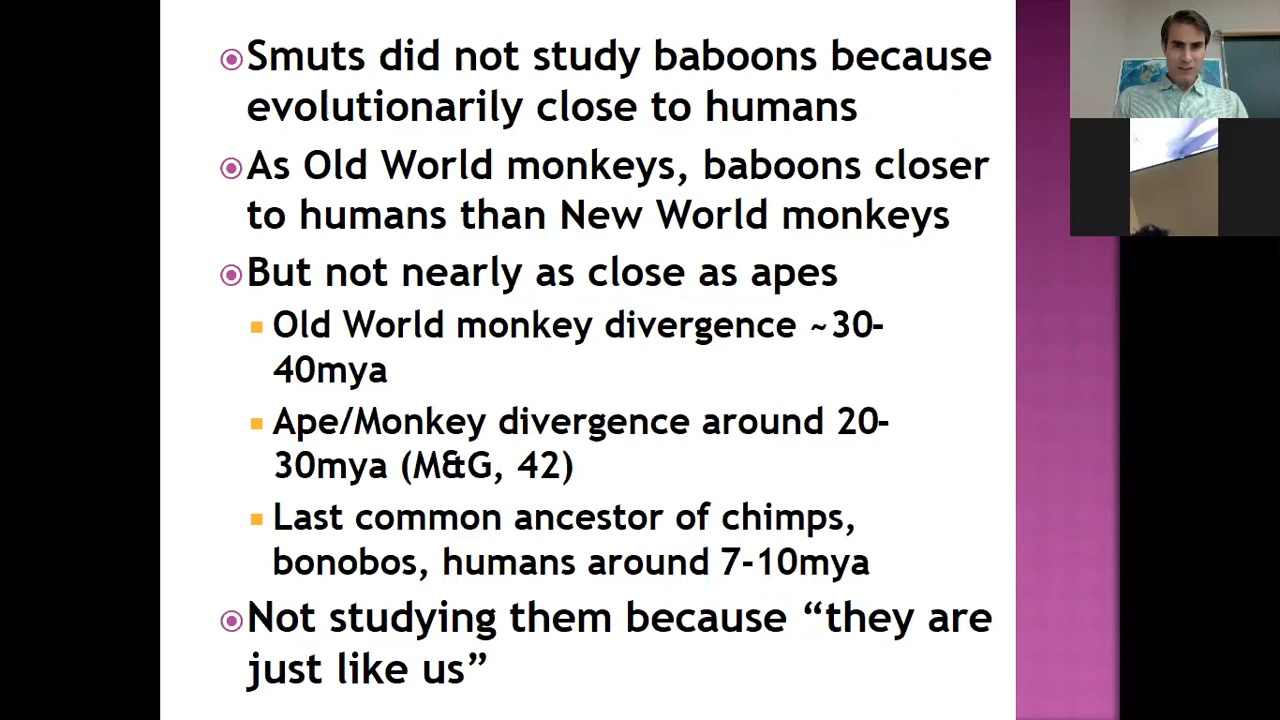 Smuts did not study baboons because
evolutionarily close to humans
As Old World monkeys, baboons closer
to humans than New World monkeys
But not nearly as close as apes
Old World monkey divergence ~30-
40mya
Ape/Monkey divergence around 20-
30mya (M&G, 42)
Last common ancestor of chimps,
bonobos, humans around 7-10mya
Not studying them because “they are
just like us”